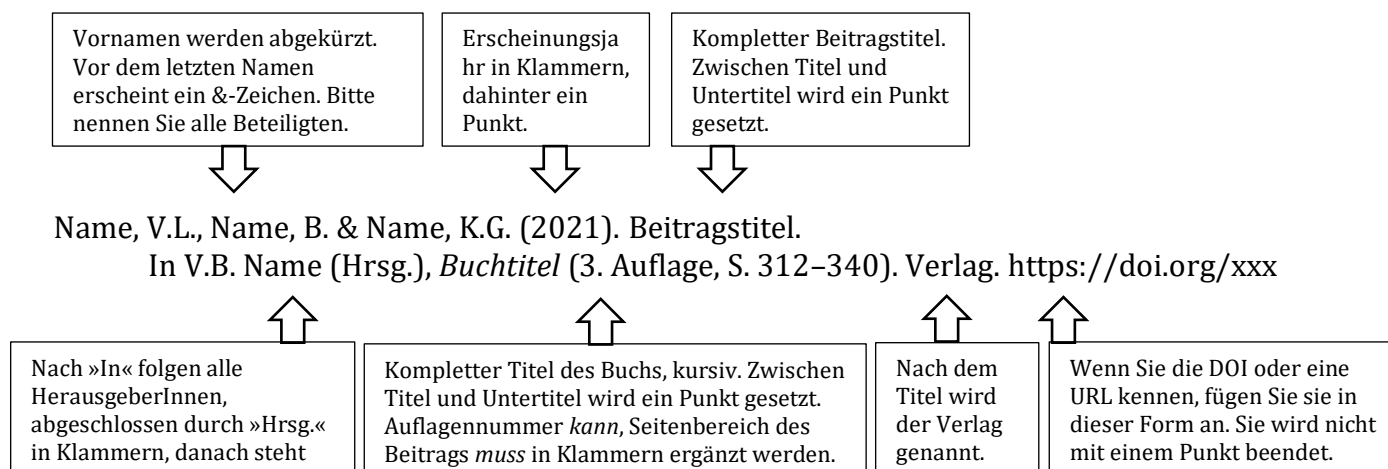 Vornamen werden abgekürzt.
Vor dem letzten Namen
erscheint ein &-Zeichen. Bitte
nennen Sie alle Beteiligten.
Erscheinungsja
hr in Klammern,
dahinter ein
Punkt.
Kompletter Beitragstitel.
Zwischen Titel und
Untertitel wird ein Punkt
gesetzt.
Name, V.L., Name, B. & Name, K.G. (2021). Beitragstitel.
In V.B. Name (Hrsg.), Buchtitel (3. Auflage, S. 312–340). Verlag. https://doi.org/xxx
Nach »In« folgen alle
HerausgeberInnen,
abgeschlossen durch »Hrsg.«
in Klammern, danach steht
Kompletter Titel des Buchs, kursiv. Zwischen
Titel und Untertitel wird ein Punkt gesetzt.
Auflagennummer kann, Seitenbereich des
Beitrags muss in Klammern ergänzt werden.
Nach dem
Titel wird
der Verlag
genannt.
Wenn Sie die DOI oder eine
URL kennen, fügen Sie sie in
dieser Form an. Sie wird nicht
mit einem Punkt beendet.